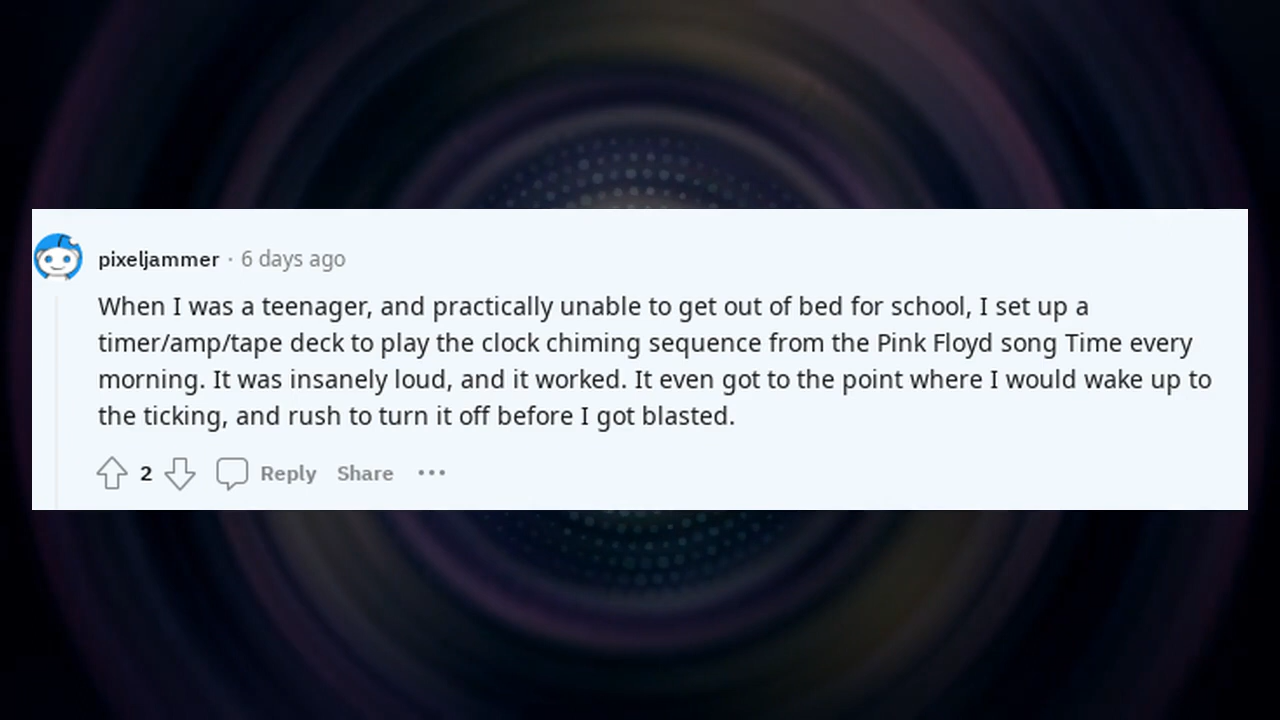 pixeljammer · 6 days ago
When I was a teenager, and practically unable to get out of bed for school, I set up a
timer/amp/tape deck to play the clock chiming sequence from the Pink Floyd song Time every
morning. It was insanely loud, and it worked. It even got to the point where I would wake up to
the ticking, and rush to turn it off before I got blasted.
2 Reply Share ···